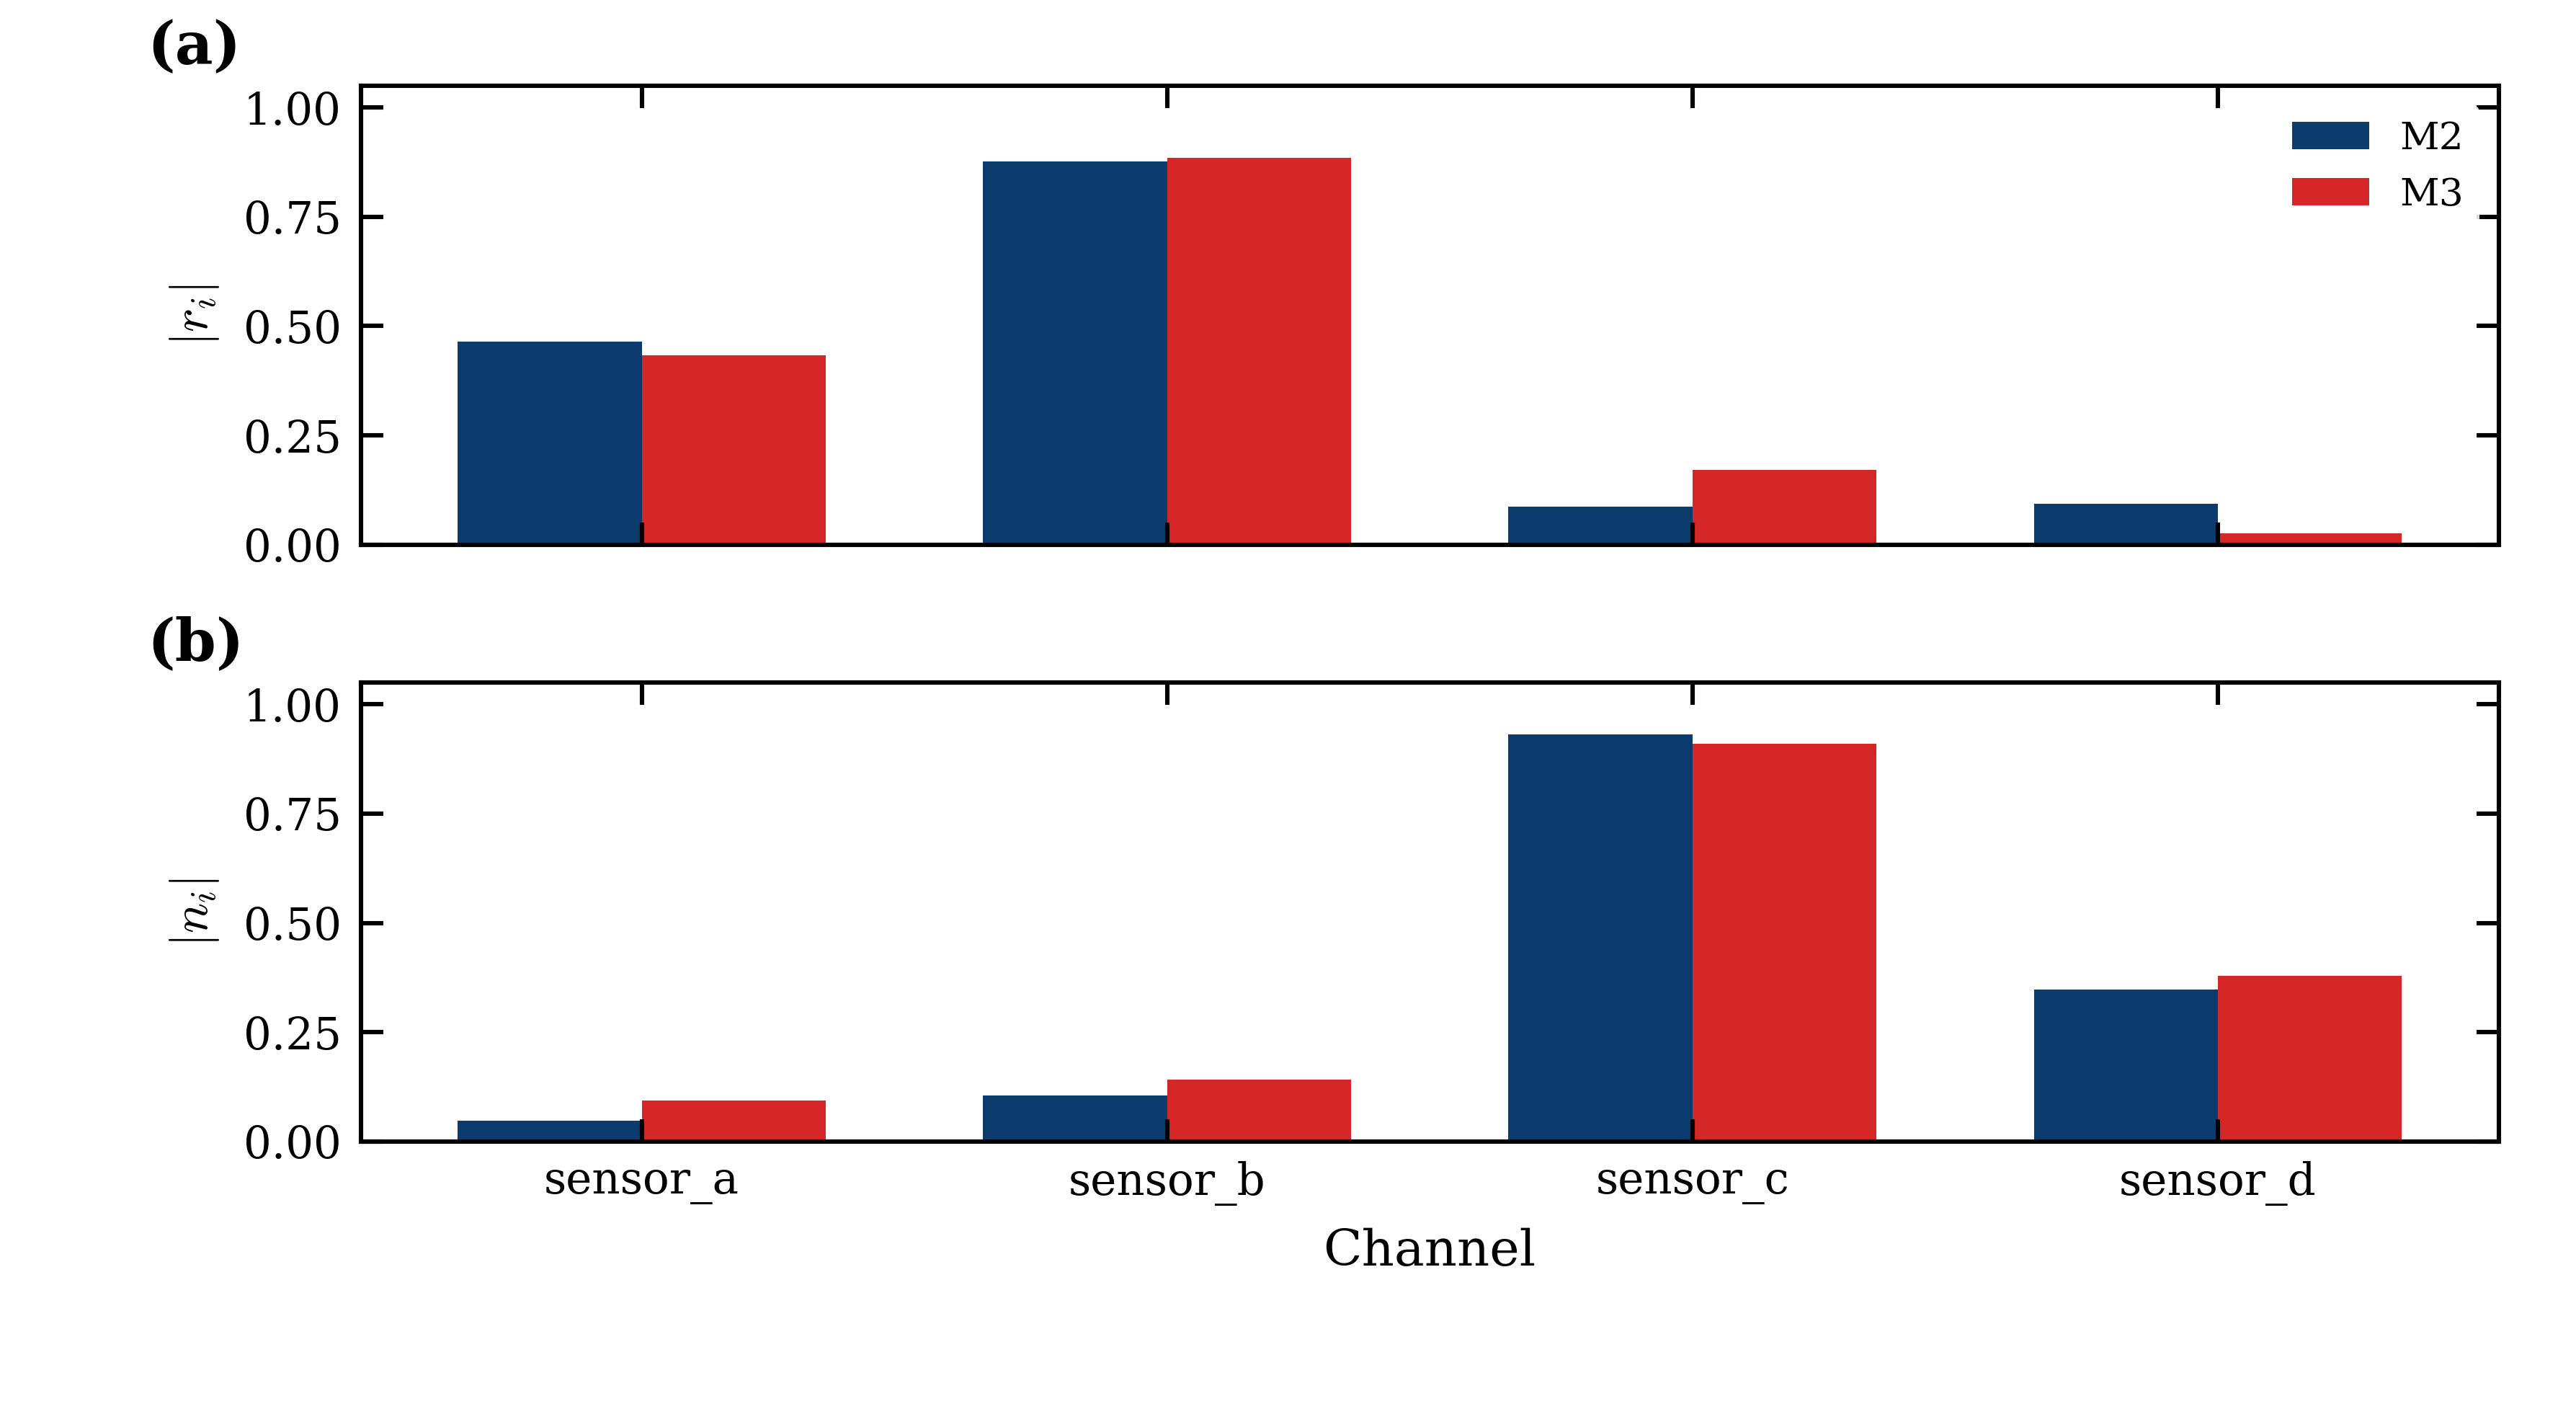 (a)
1.00
0.75
0.50
0.25
0.00
|r_i|
M2
M3
(b)
1.00
0.75
0.50
0.25
0.00
|n_i|
sensor_a sensor_b sensor_c sensor_d
Channel